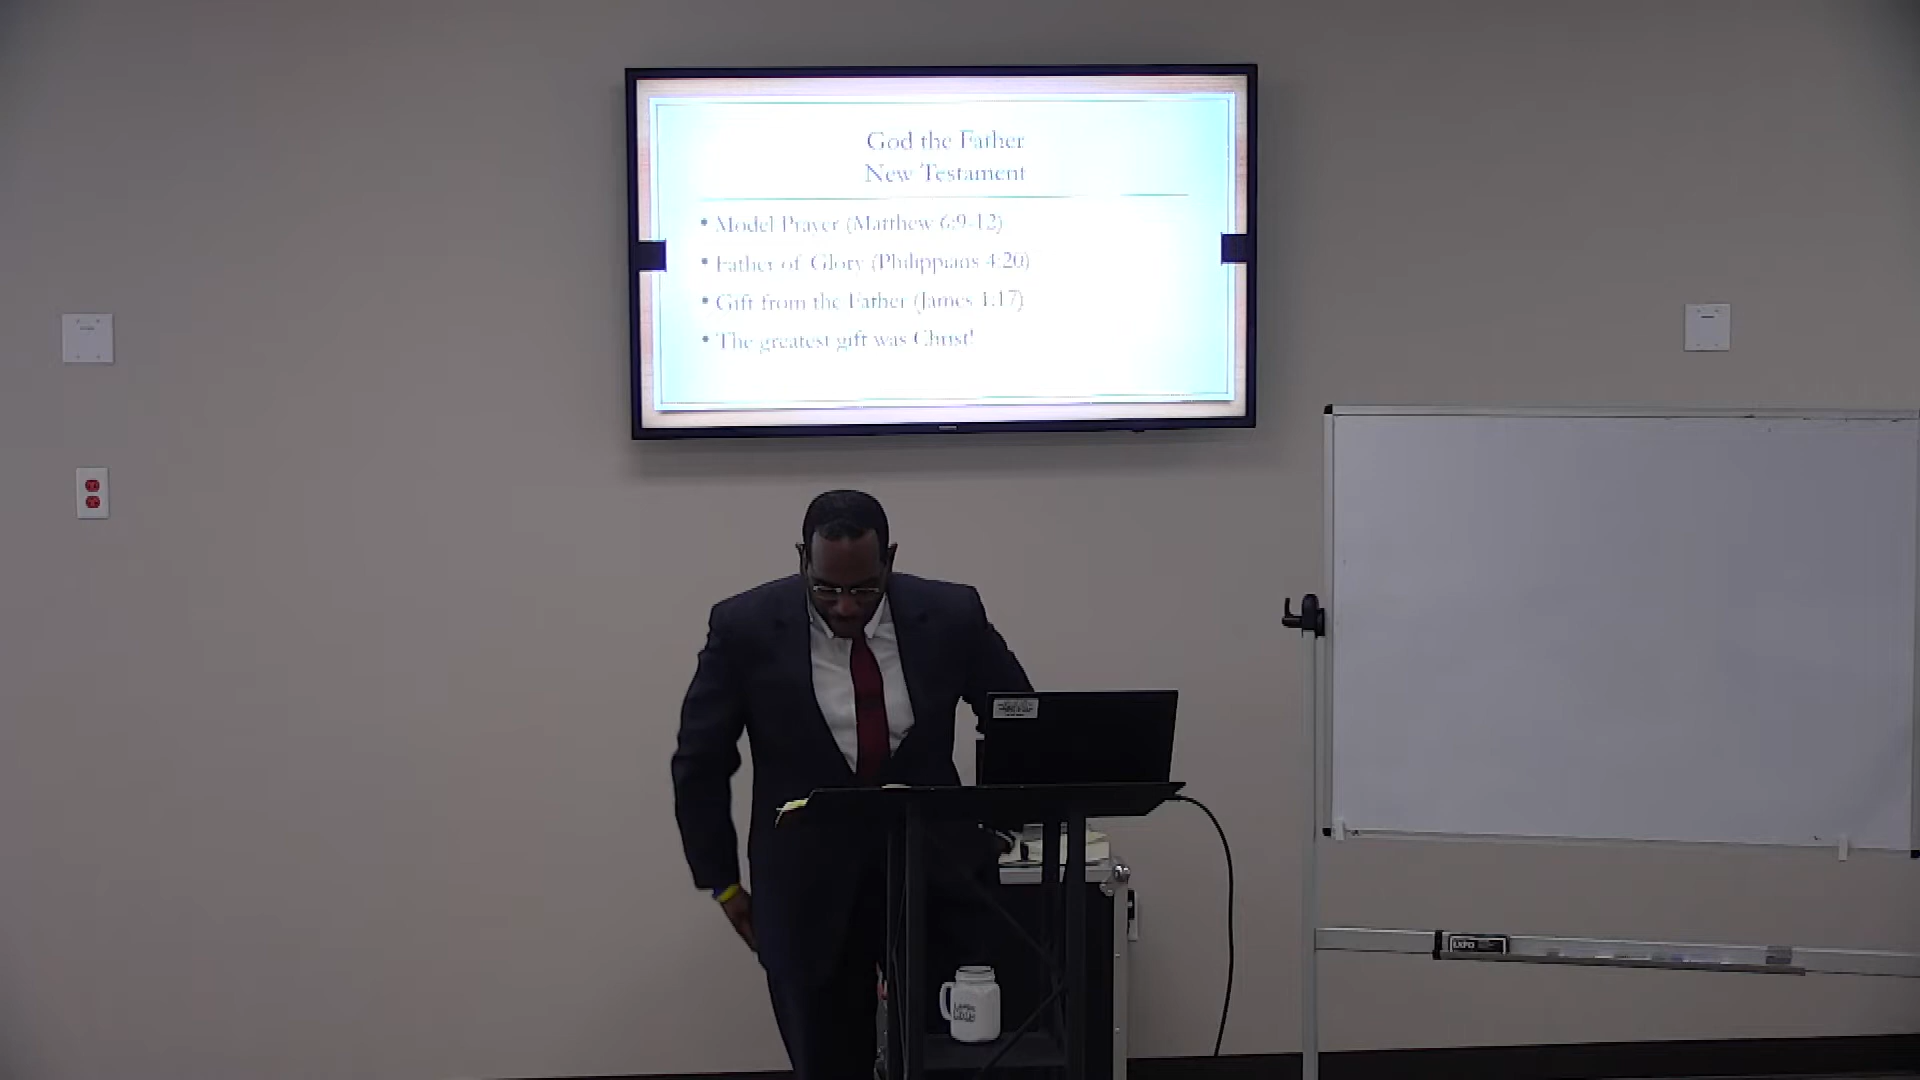 God the Father
New Testament
• Model Prayer (Matthew 6:9-12)
• Father of Glory (Philippians 4:20)
• Gift from the Father (James 1:17)
• The greatest gift was Christ!
EXPO